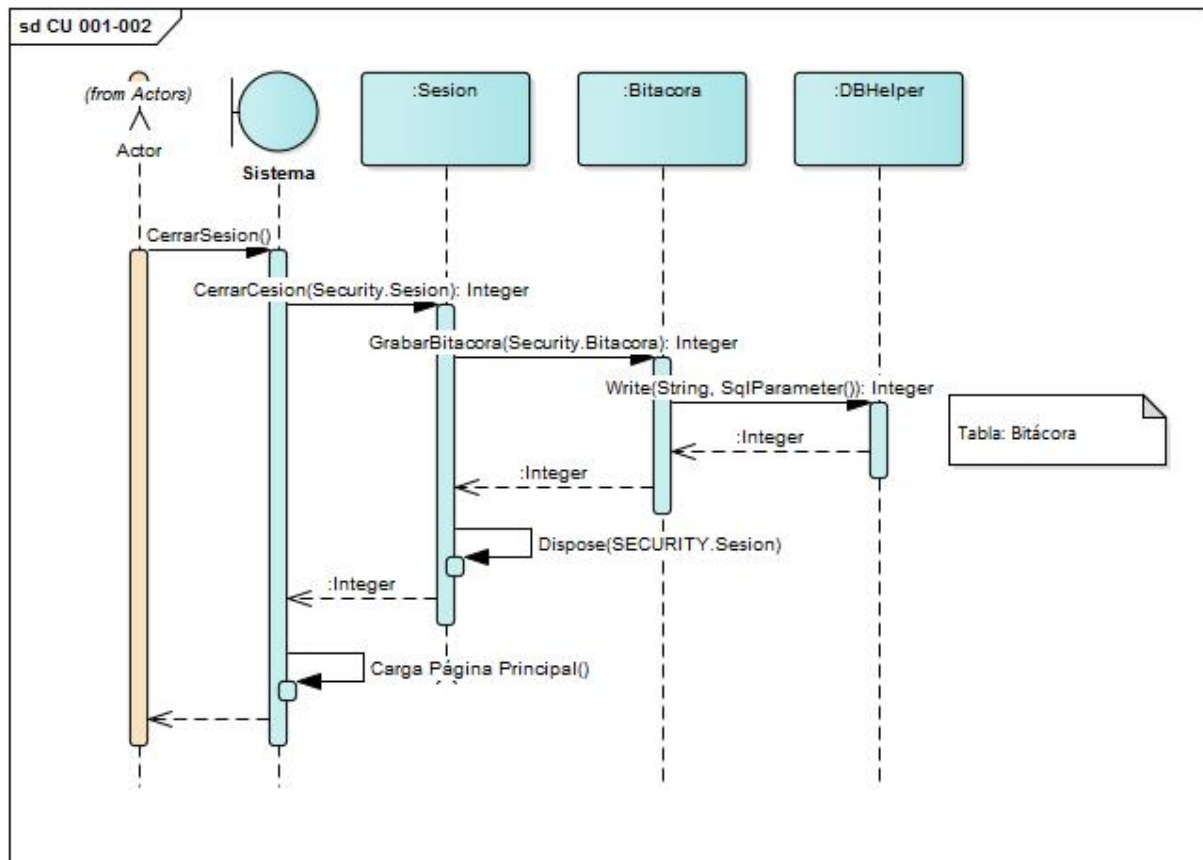 sd CU 001-002
(from Actors)
Actor
Sistema
:Sesion
:Bitacora
:DBHelper
CerrarSesion()
CerrarCesion(Security.Sesion): Integer
GrabarBitacora(Security.Bitacora): Integer
Write(String, SqlParameter()): Integer
Tabla: Bitácora
:Integer
:Integer
Dispose(SECURITY.Sesion)
:Integer
Carga Página Principal()